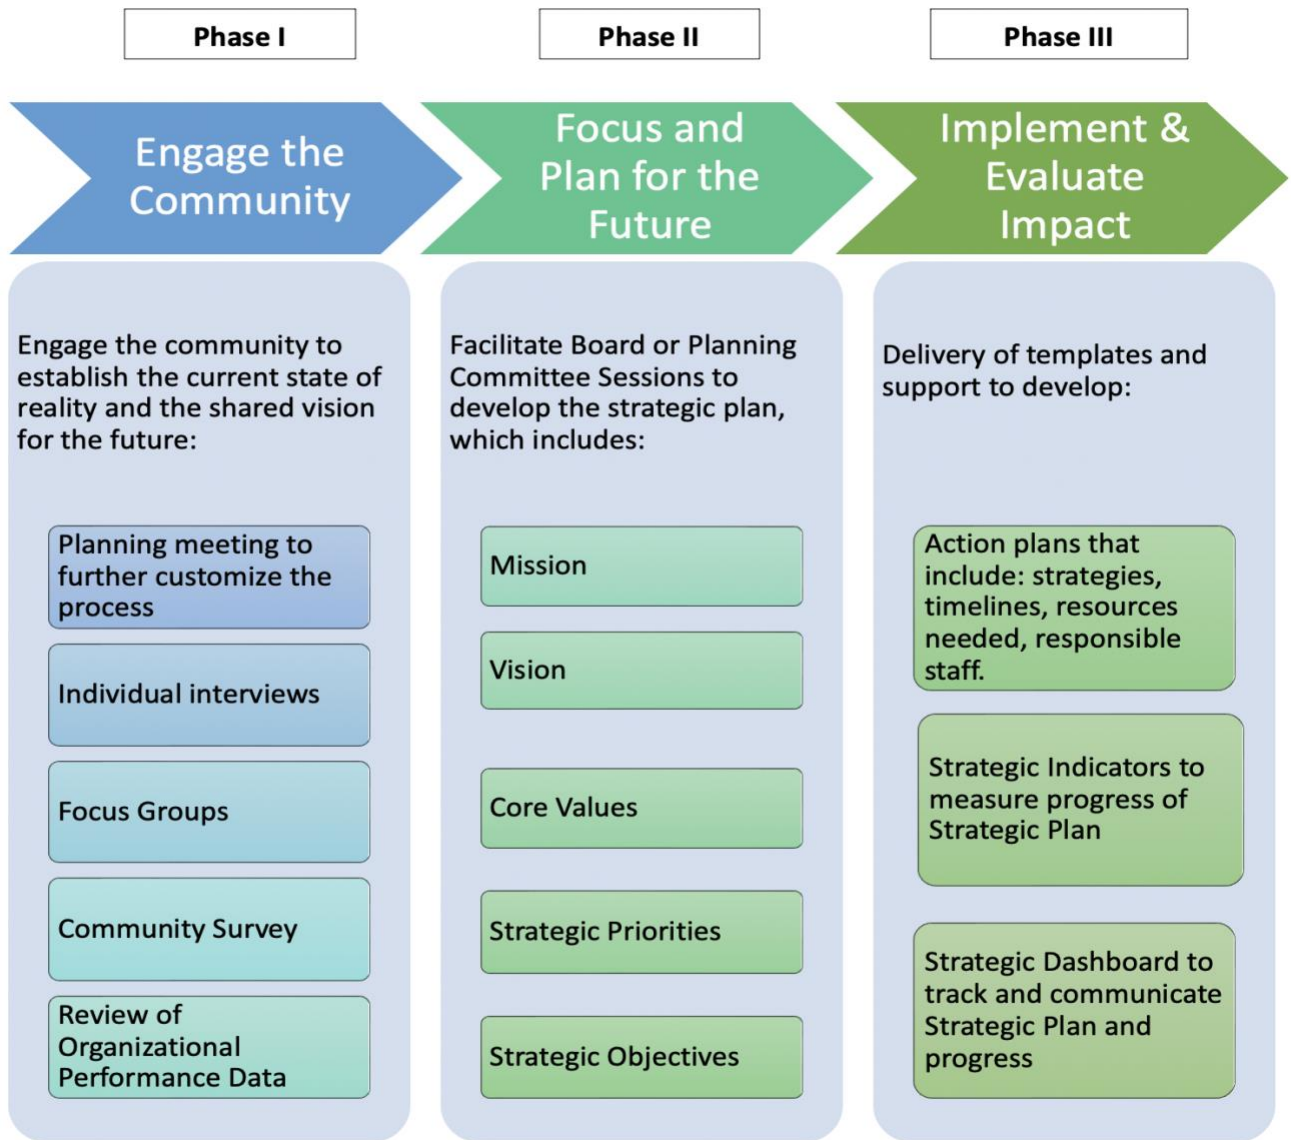 Phase I
Phase II
Phase III
Engage the
Community
Focus and
Plan for the
Future
Implement &
Evaluate
Impact
Engage the community to
establish the current state of
reality and the shared vision
for the future:
Planning meeting to
further customize the
process
Individual interviews
Focus Groups
Community Survey
Review of
Organizational
Performance Data
Facilitate Board or Planning
Committee Sessions to
develop the strategic plan,
which includes:
Mission
Vision
Core Values
Strategic Priorities
Strategic Objectives
Delivery of templates and
support to develop:
Action plans that
include: strategies,
timelines, resources
needed, responsible
staff.
Strategic Indicators to
measure progress of
Strategic Plan
Strategic Dashboard to
track and communicate
Strategic Plan and
progress